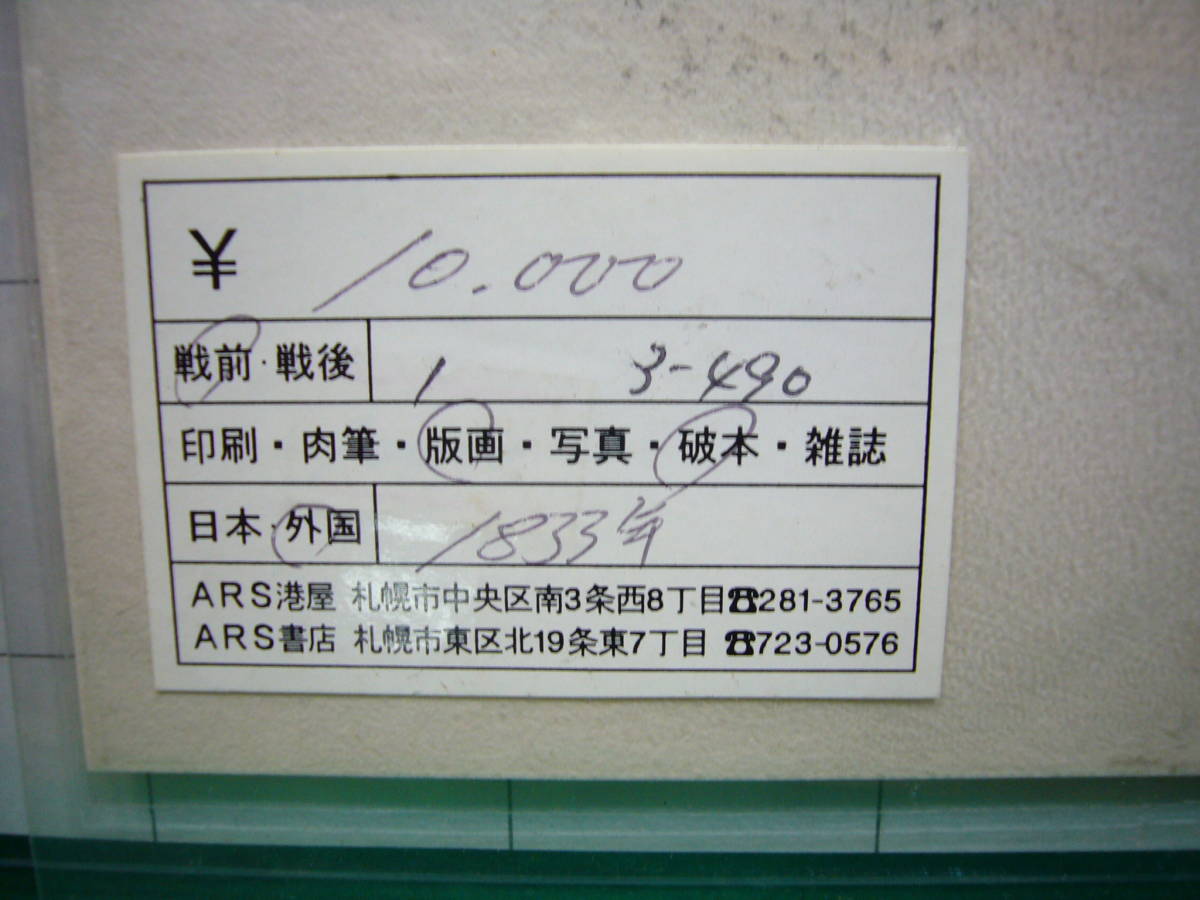 ¥ 10.000
戦前・戦後 1 3-490
印刷・肉筆・版画・写真・破本・雑誌
日本・外国 1833年
ARS港屋 札幌市中央区南3条西8丁目☎281-3765
ARS書店 札幌市東区北19条東7丁目 ☎723-0576